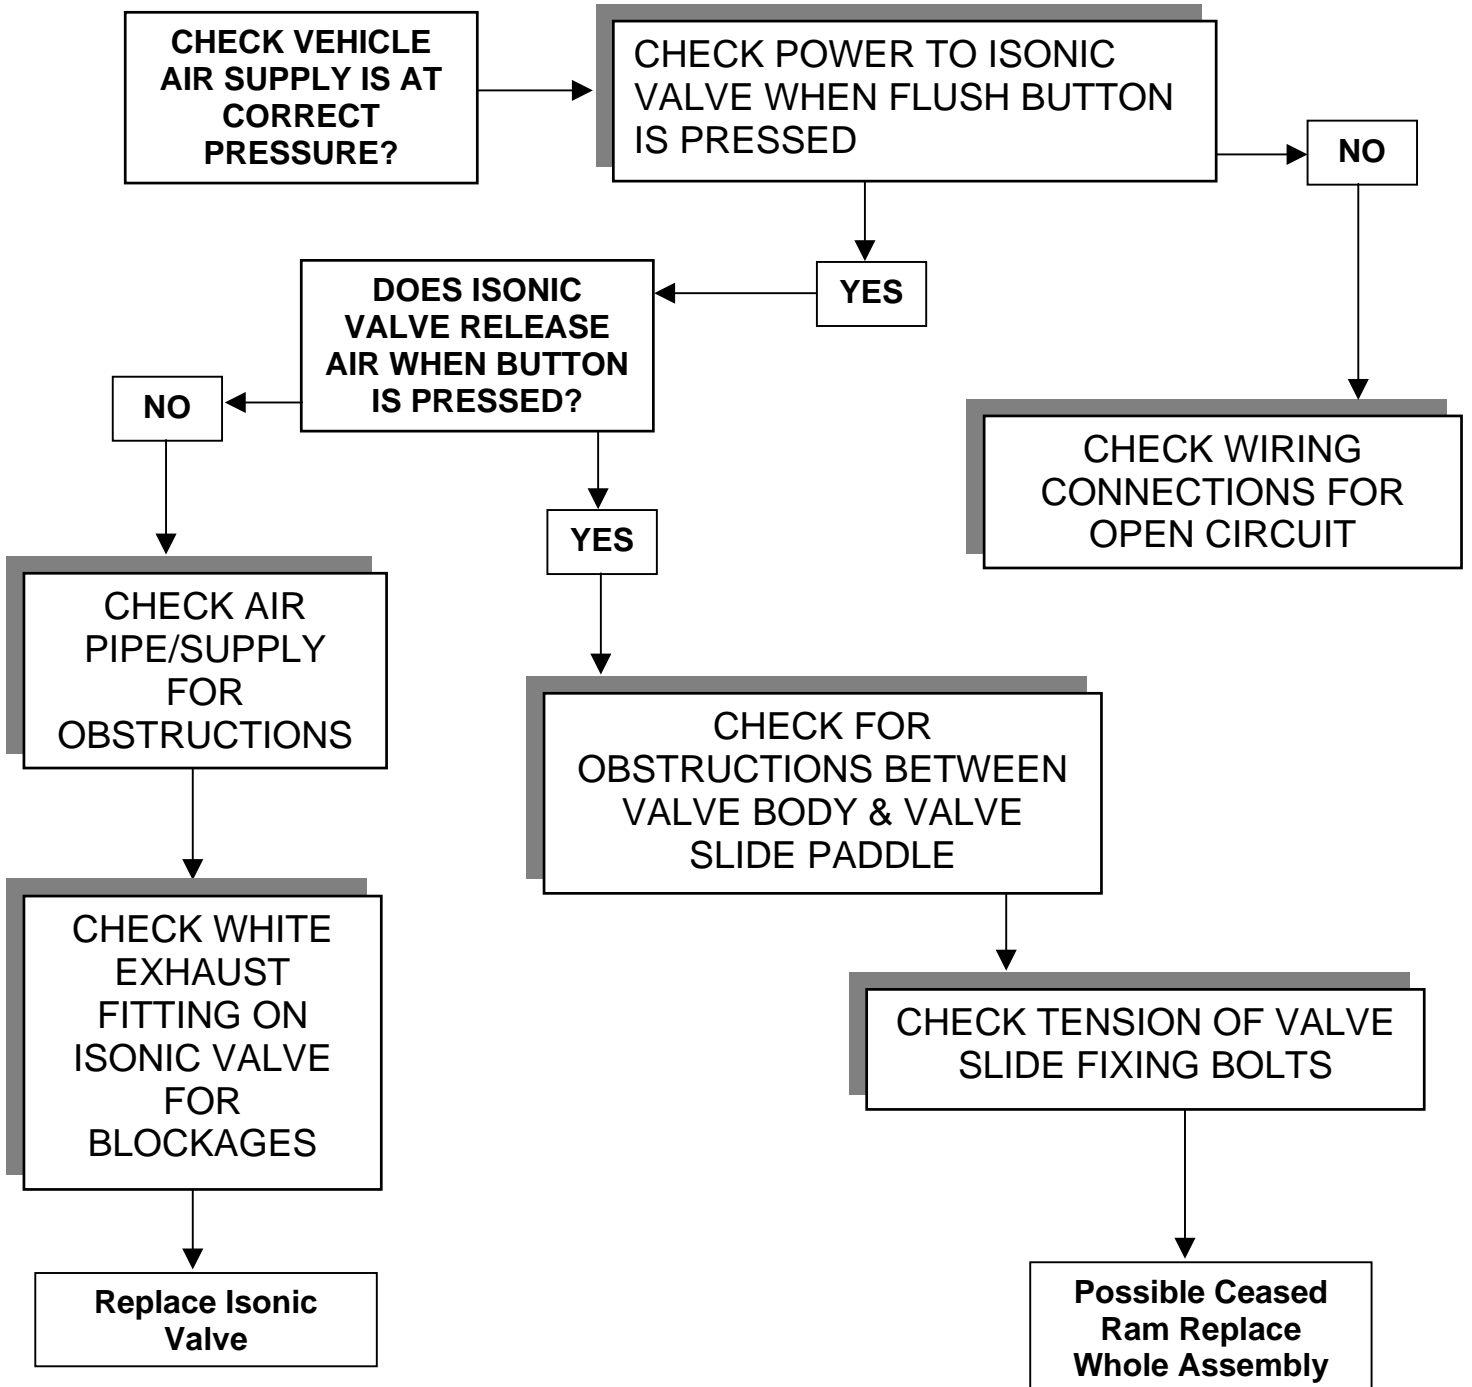 CHECK VEHICLE
AIR SUPPLY IS AT
CORRECT
PRESSURE?
CHECK POWER TO ISONIC
VALVE WHEN FLUSH BUTTON
IS PRESSED
NO
YES
DOES ISONIC
VALVE RELEASE
AIR WHEN BUTTON
IS PRESSED?
NO
CHECK WIRING
CONNECTIONS FOR
OPEN CIRCUIT
YES
CHECK AIR
PIPE/SUPPLY
FOR
OBSTRUCTIONS
CHECK FOR
OBSTRUCTIONS BETWEEN
VALVE BODY & VALVE
SLIDE PADDLE
CHECK WHITE
EXHAUST
FITTING ON
ISONIC VALVE
FOR
BLOCKAGES
CHECK TENSION OF VALVE
SLIDE FIXING BOLTS
Replace Isonic
Valve
Possible Ceased
Ram Replace
Whole Assembly